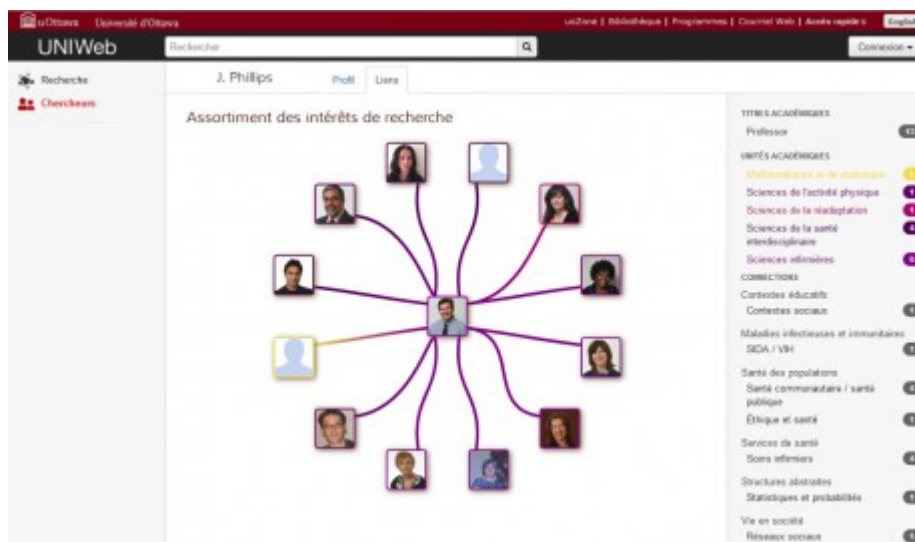 uOttawa Université d'Ottawa
uoZone | Bibliothèque | Programmes | Courriel Web | Accès rapide
English
UNIWeb
Rechercher
Connexion
Recherche
Chercheurs
J. Phillips
Profil
Liens
Assortiment des intérêts de recherche
TITRES ACADÉMIQUES
Professor
UNITÉS ACADÉMIQUES
Mathématiques et de statistique
Sciences de l'activité physique
Sciences de la réadaptation
Sciences de la santé
interdisciplinaire
Sciences infirmières
CONNECTIONS
Contextes éducatifs
Contextes sociaux
Maladies infectieuses et immunitaires
SIDA / VIH
Santé des populations
Santé communautaire / santé
publique
Éthique et santé
Services de santé
Soins infirmiers
Structures abstraites
Statistiques et probabilités
Vie en société
Réseaux sociaux